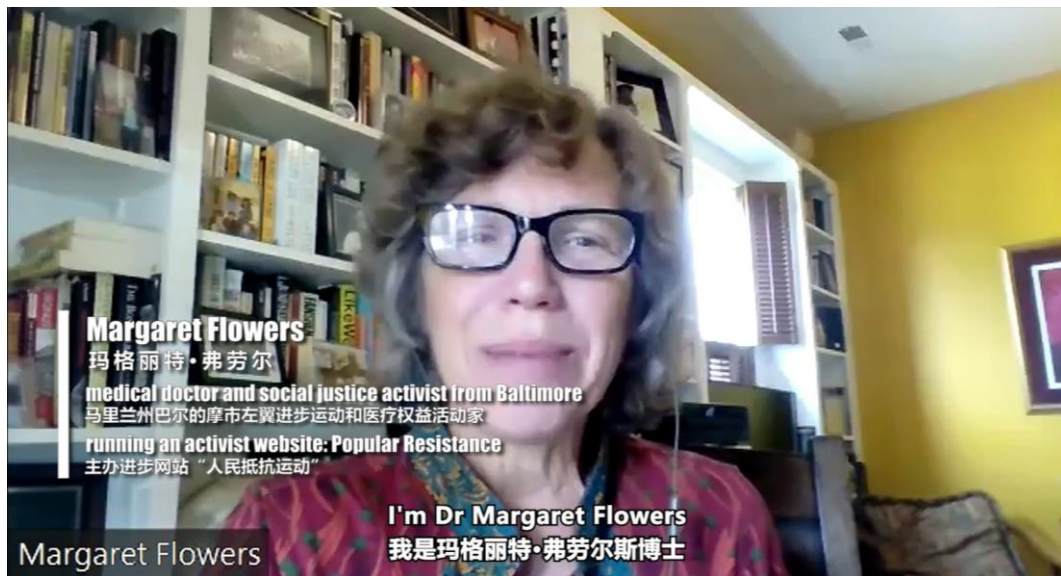 Margaret Flowers
玛格丽特•弗劳尔
medical doctor and social justice activist from Baltimore
马里兰州巴尔的摩市左翼进步运动和医疗权益活动家
running an activist website: Popular Resistance
主办进步网站“人民抵抗运动”
I'm Dr Margaret Flowers
我是玛格丽特•弗劳尔斯博士
Margaret Flowers